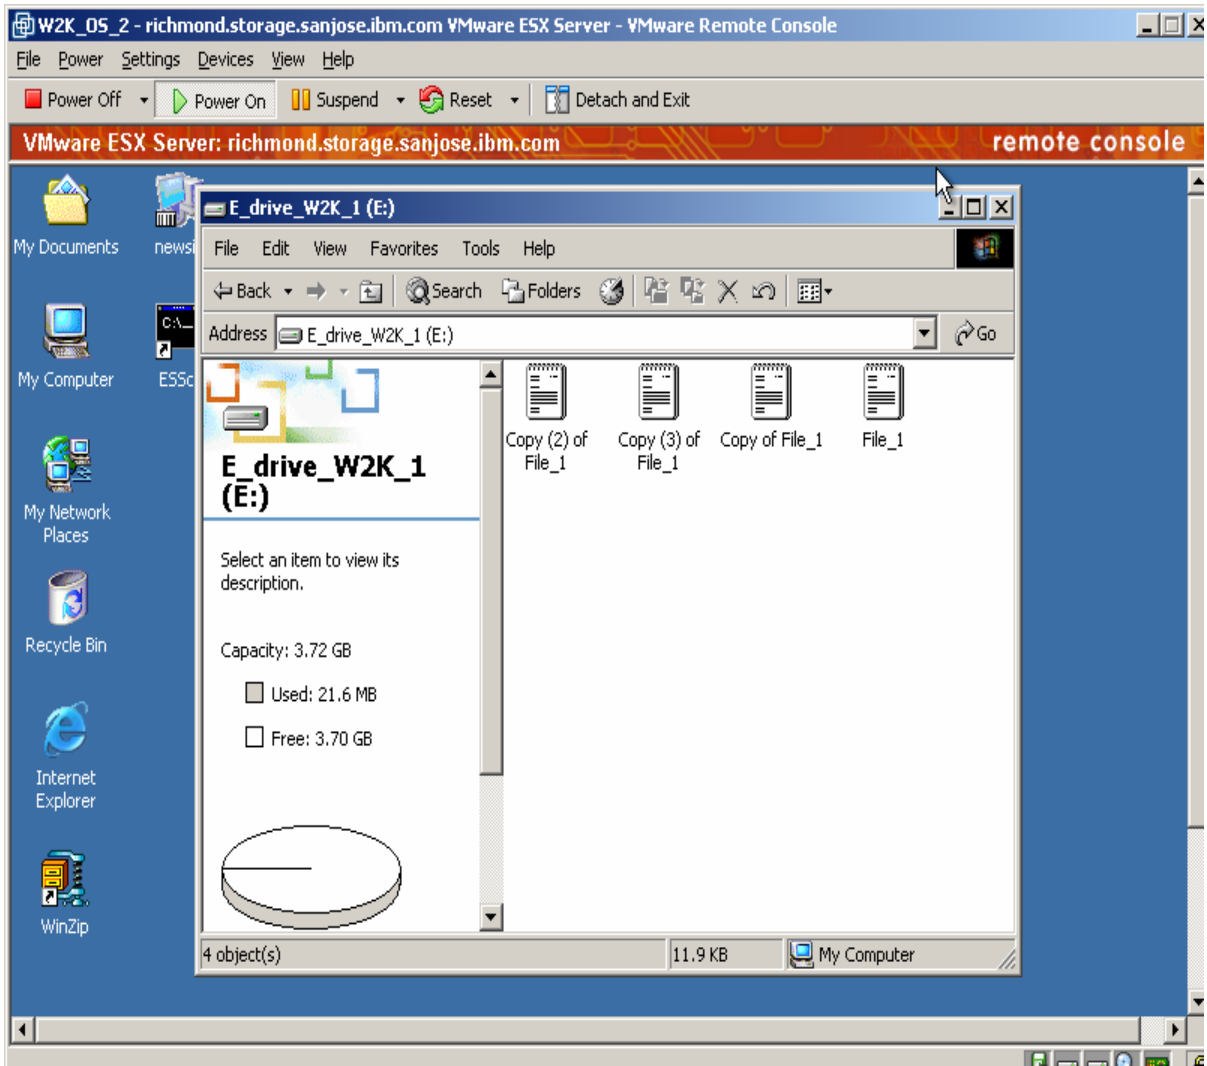 W2K_OS_2 - richmond.storage.sanjose.ibm.com VMware ESX Server - VMware Remote Console
File Power Settings Devices View Help
Power Off Power On Suspend Reset Detach and Exit
VMware ESX Server: richmond.storage.sanjose.ibm.com remote console
My Documents
newsi
My Computer
C:\_
ESSc
My Network
Places
Recycle Bin
Internet
Explorer
WinZip
E_drive_W2K_1 (E:)
File Edit View Favorites Tools Help
Back Search Folders
Address E_drive_W2K_1 (E:) Go
E_drive_W2K_1
(E:)
Select an item to view its
description.
Capacity: 3.72 GB
Used: 21.6 MB
Free: 3.70 GB
Copy (2) of
File_1
Copy (3) of
File_1
Copy of File_1
File_1
4 object(s) 11.9 KB My Computer